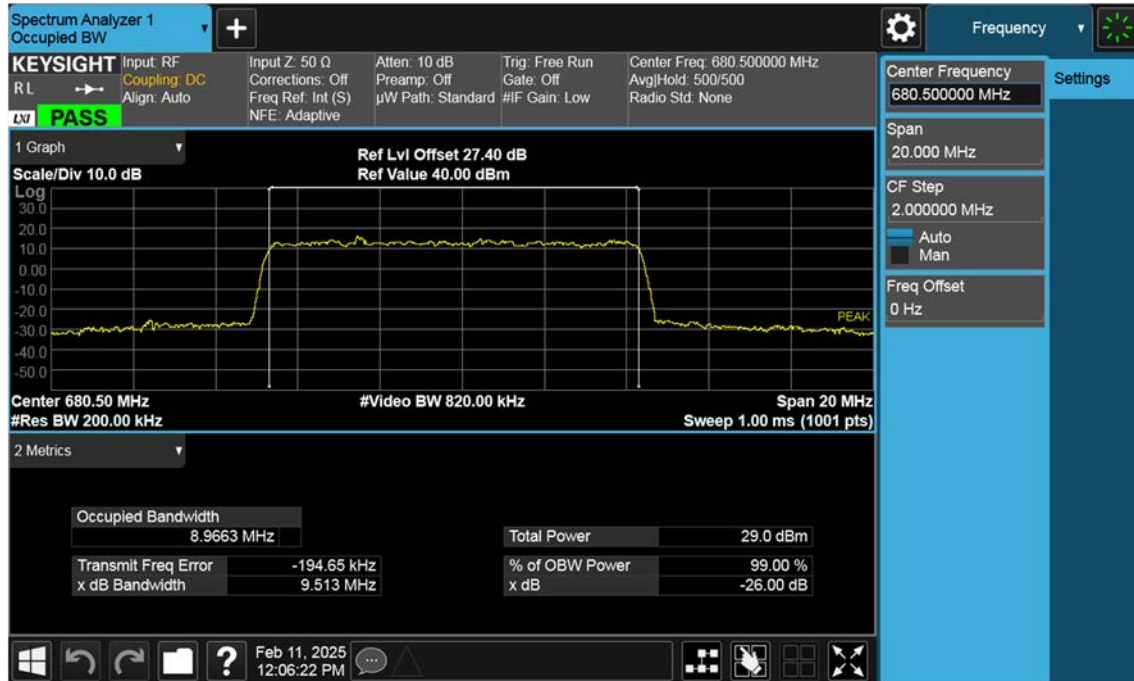 Spectrum Analyzer 1
Occupied BW
Frequency
KEYSIGHT
R L
LXI
PASS
Input: RF
Coupling: DC
Align: Auto
Input Z: 50 Ω
Corrections: Off
Freq Ref: Int (S)
NFE: Adaptive
Atten: 10 dB
Preamp: Off
µW Path: Standard
Trig: Free Run
Gate: Off
#IF Gain: Low
Center Freq: 680.500000 MHz
Avg|Hold: 500/500
Radio Std: None
Center Frequency
680.500000 MHz
Settings
Span
20.000 MHz
CF Step
2.000000 MHz
Auto
Man
Freq Offset
0 Hz
1 Graph
Scale/Div 10.0 dB
Ref Lvl Offset 27.40 dB
Ref Value 40.00 dBm
Log
30.0
20.0
10.0
0.00
-10.0
-20.0
-30.0
-40.0
-50.0
PEAK
Center 680.50 MHz
#Video BW 820.00 kHz
Span 20 MHz
#Res BW 200.00 kHz
Sweep 1.00 ms (1001 pts)
2 Metrics
Occupied Bandwidth
8.9663 MHz
Total Power 29.0 dBm
Transmit Freq Error -194.65 kHz
% of OBW Power 99.00 %
x dB Bandwidth 9.513 MHz
x dB -26.00 dB
?
Feb 11, 2025
12:06:22 PM